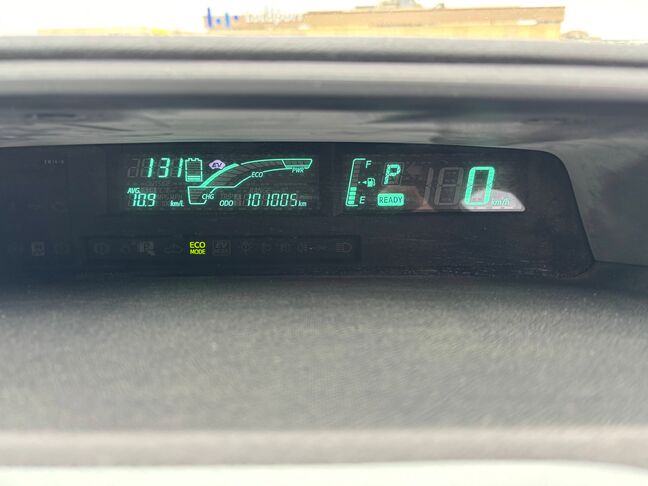 131 EV
ECO PWR
AVG.
10.9 km/L CHG ODO 101005 km
F
E
P
READY
0 km/h
ECO
MODE